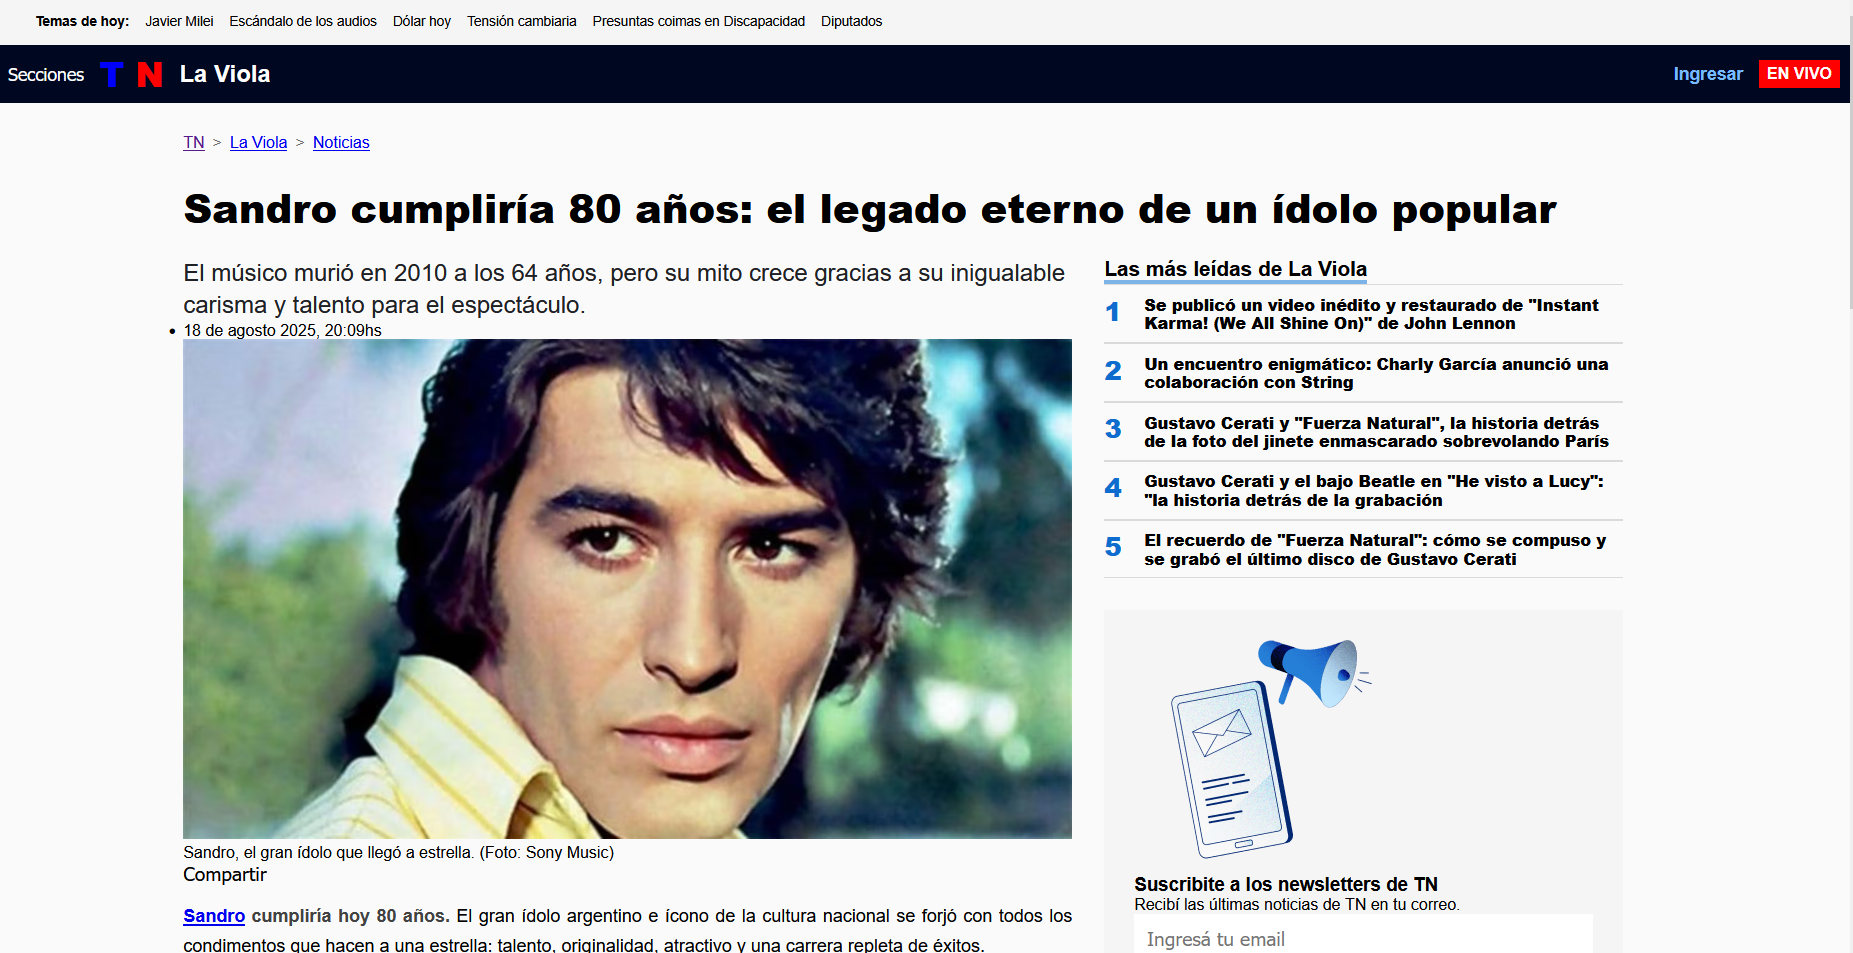 Temas de hoy: Javier Milei Escándalo de los audios Dólar hoy Tensión cambiaria Presuntas coimas en Discapacidad Diputados
Secciones TN La Viola Ingresar EN VIVO
TN > La Viola > Noticias
Sandro cumpliría 80 años: el legado eterno de un ídolo popular
El músico murió en 2010 a los 64 años, pero su mito crece gracias a su inigualable
carisma y talento para el espectáculo.
• 18 de agosto 2025, 20:09hs
Sandro, el gran ídolo que llegó a estrella. (Foto: Sony Music)
Compartir
Sandro cumpliría hoy 80 años. El gran ídolo argentino e ícono de la cultura nacional se forjó con todos los
condimentos que hacen a una estrella: talento, originalidad, atractivo y una carrera repleta de éxitos.
Las más leídas de La Viola
1 Se publicó un video inédito y restaurado de "Instant
Karma! (We All Shine On)" de John Lennon
2 Un encuentro enigmático: Charly García anunció una
colaboración con String
3 Gustavo Cerati y "Fuerza Natural", la historia detrás
de la foto del jinete enmascarado sobrevolando París
4 Gustavo Cerati y el bajo Beatle en "He visto a Lucy":
"la historia detrás de la grabación
5 El recuerdo de "Fuerza Natural": cómo se compuso y
se grabó el último disco de Gustavo Cerati
Suscribite a los newsletters de TN
Recibí las últimas noticias de TN en tu correo.
Ingresá tu email